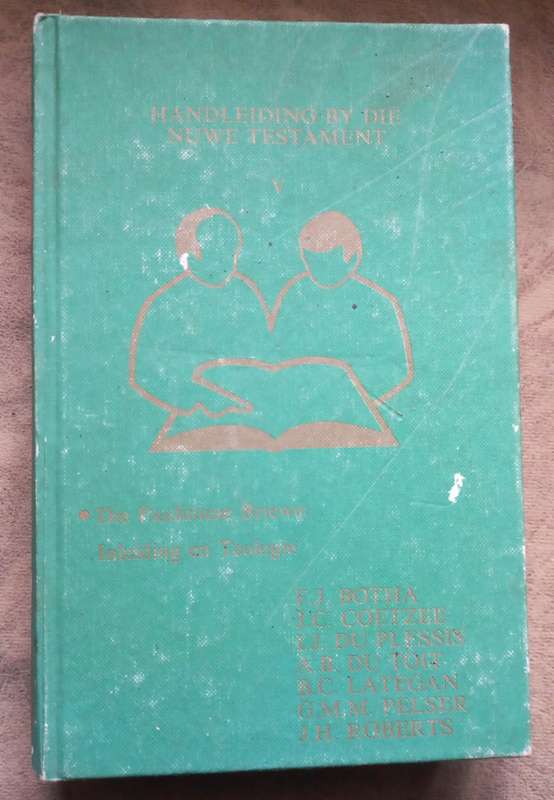 HANDLEIDING BY DIE
NUWE TESTAMENT
V
Die Pauliniese Briewe:
Inleiding en Teologie
F.J. BOTHA
J.C. COETZEE
I.J. DU PLESSIS
A.B. DU TOIT
B.C. LATEGAN
G.M.M. PELSER
J.H. ROBERTS